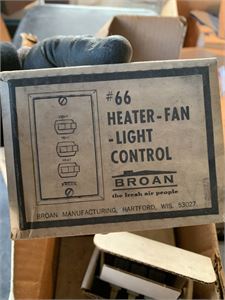 #66
HEATER-FAN
-LIGHT
CONTROL
BROAN
the fresh air people
BROAN MANUFACTURING, HARTFORD, WIS. 53027